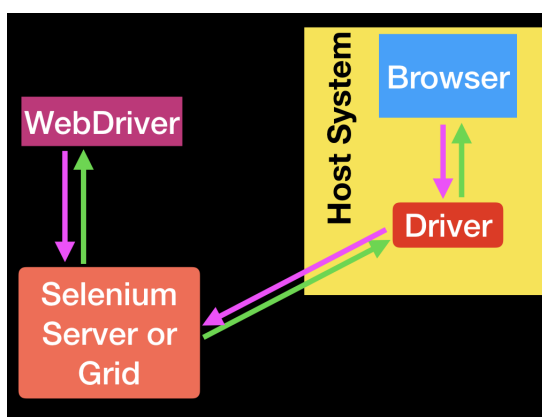 WebDriver
Selenium
Server or
Grid
Host System
Browser
Driver